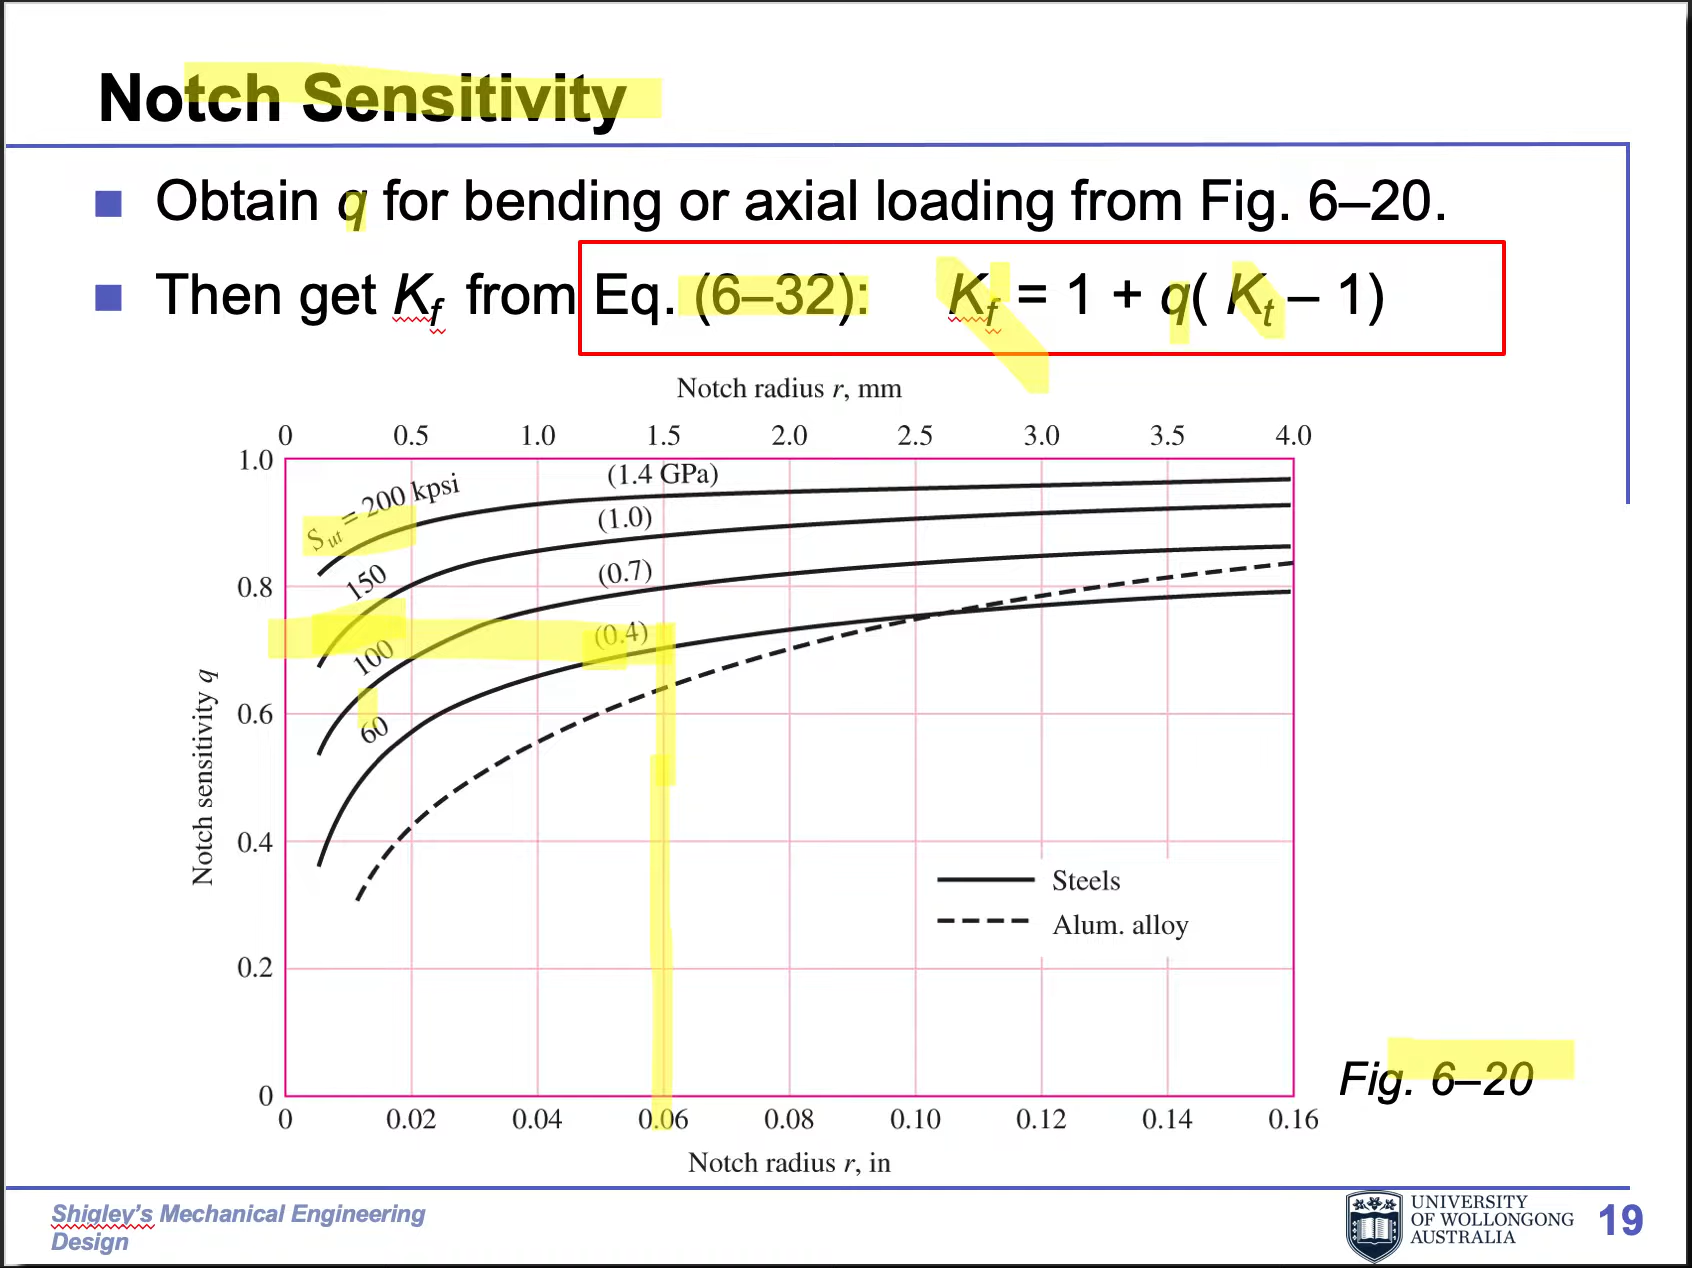 Notch Sensitivity
Obtain q for bending or axial loading from Fig. 6–20.
Then get Kf from Eq. (6–32): Kf = 1 + q( Kt – 1)
Notch radius r, mm
0 0.5 1.0 1.5 2.0 2.5 3.0 3.5 4.0
1.0
0.8
0.6
0.4
0.2
0
Notch sensitivity q
Sut = 200 kpsi
(1.4 GPa)
150
(1.0)
100
(0.7)
60
(0.4)
Steels
Alum. alloy
0 0.02 0.04 0.06 0.08 0.10 0.12 0.14 0.16
Notch radius r, in
Fig. 6–20
Shigley's Mechanical Engineering
Design
UNIVERSITY
OF WOLLONGONG
AUSTRALIA
19